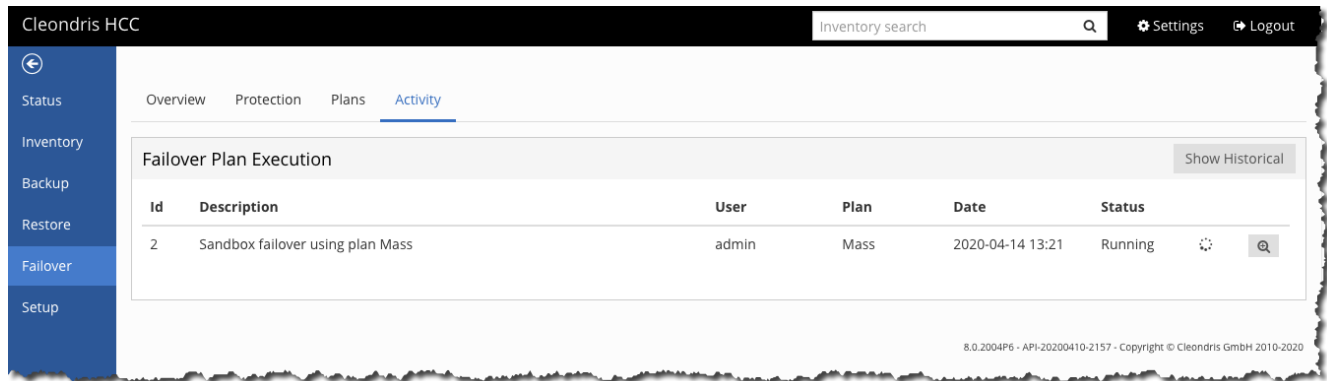 Cleondris HCC Inventory search Settings Logout
Status
Overview Protection Plans Activity
Inventory
Failover Plan Execution Show Historical
Backup
Id Description User Plan Date Status
Restore
2 Sandbox failover using plan Mass admin Mass 2020-04-14 13:21 Running
Failover
Setup
8.0.2004P6 - API-20200410-2157 - Copyright © Cleondris GmbH 2010-2020